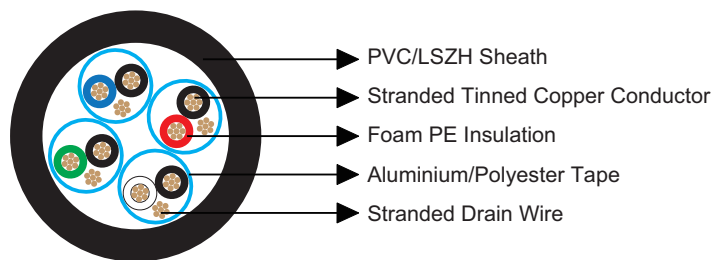 PVC/LSZH Sheath
Stranded Tinned Copper Conductor
Foam PE Insulation
Aluminium/Polyester Tape
Stranded Drain Wire